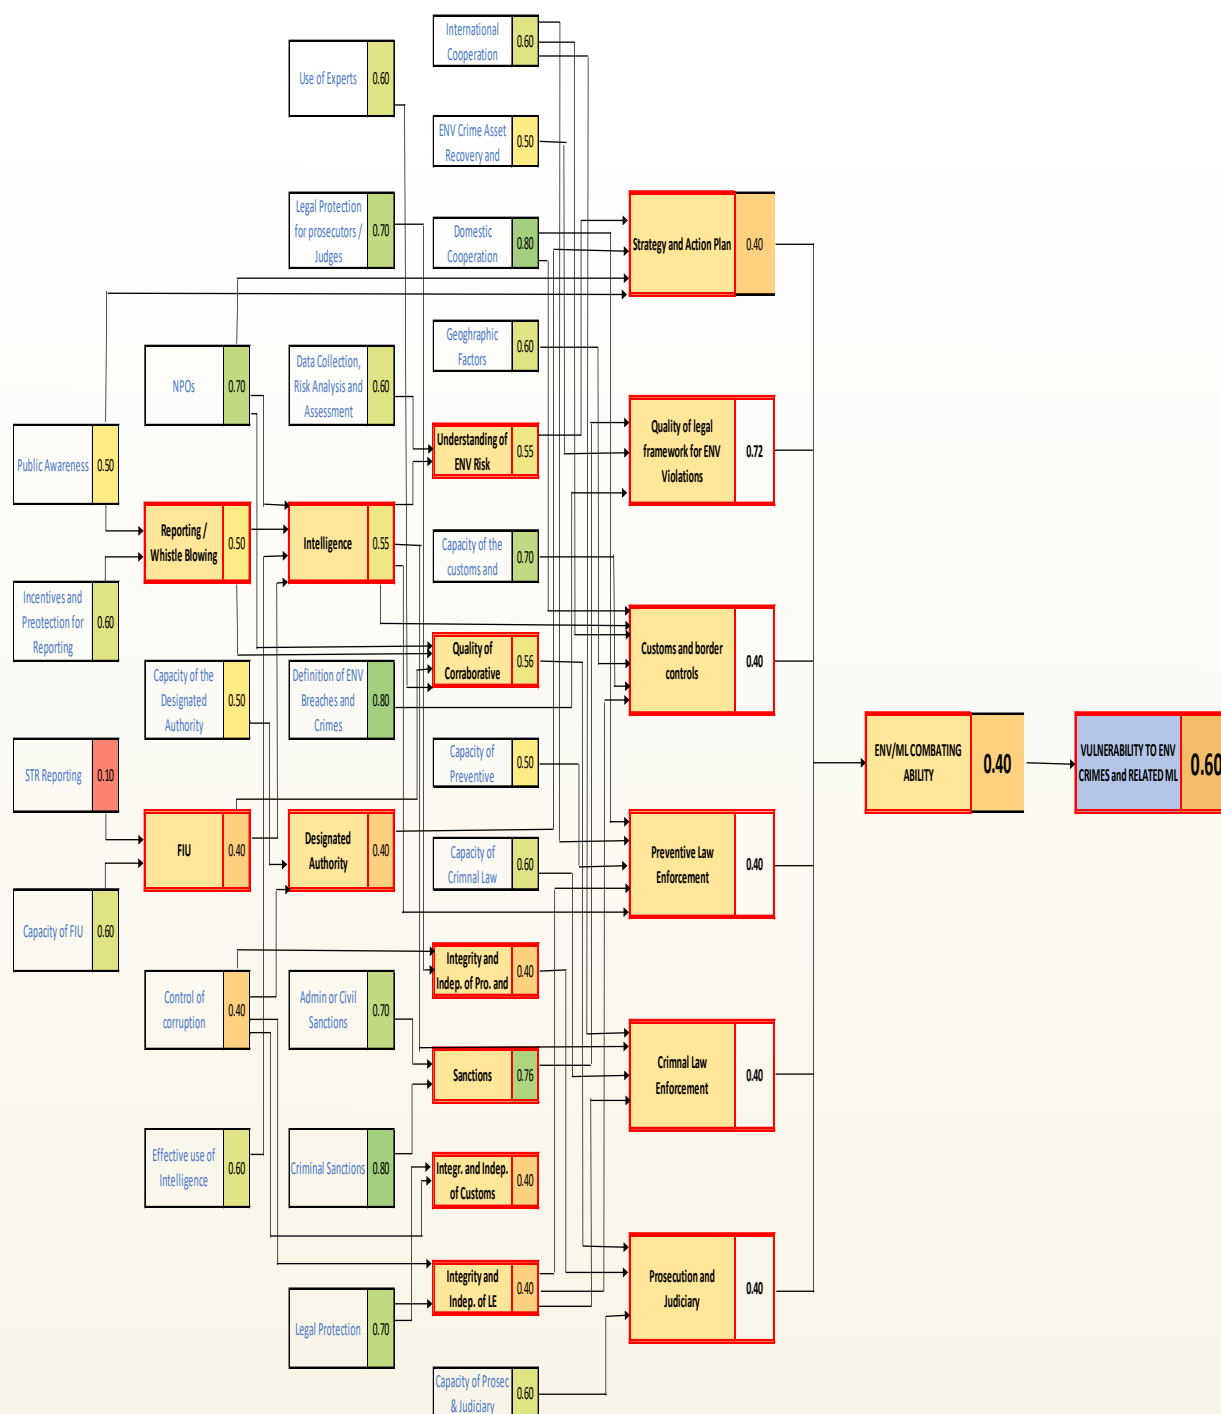 International
Cooperation
0.60
Use of Experts
0.60
ENV Crime Asset
Recovery and
0.50
Legal Protection
for prosecutors /
Judges
0.70
Domestic
Cooperation
0.80
Strategy and Action Plan
0.40
Geoghraphic
Factors
0.60
NPOs
0.70
Data Collection,
Risk Analysis and
Assessment
0.60
Public Awareness
0.50
Understanding of
ENV Risk
0.55
Quality of legal
framework for ENV
Violations
0.72
Reporting /
Whistle Blowing
0.50
Intelligence
0.55
Capacity of the
customs and
0.70
Incentives and
Preotection for
Reporting
0.60
Quality of
Corraborative
0.56
Customs and border
controls
0.40
Capacity of the
Designated
Authority
0.50
Definition of ENV
Breaches and
Crimes
0.80
STR Reporting
0.10
Capacity of
Preventive
0.50
ENV/ML COMBATING
ABILITY
0.40
VULNERABILITY TO ENV
CRIMES and RELATED ML
0.60
FIU
0.40
Designated
Authority
0.40
Capacity of
Crimnal Law
0.60
Preventive Law
Enforcement
0.40
Capacity of FIU
0.60
Integrity and
Indep. of Pro. and
0.40
Control of
corruption
0.40
Admin or Civil
Sanctions
0.70
Sanctions
0.76
Crimnal Law
Enforcement
0.40
Effective use of
Intelligence
0.60
Criminal Sanctions
0.80
Integr. and Indep.
of Customs
0.40
Integrity and
Indep. of LE
0.40
Prosecution and
Judiciary
0.40
Legal Protection
0.70
Capacity of Prosec
& Judiciary
0.60